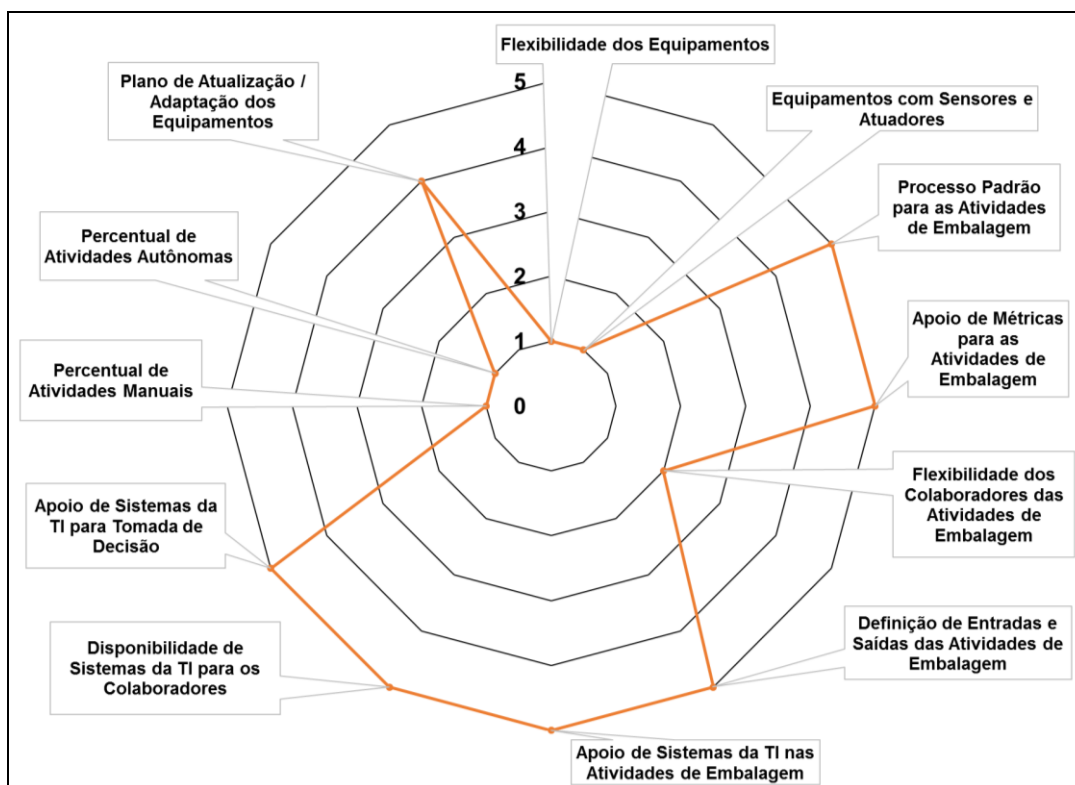 Flexibilidade dos Equipamentos
Plano de Atualização /
Adaptação dos
Equipamentos
Equipamentos com Sensores e
Atuadores
Processo Padrão
para as Atividades
de Embalagem
Percentual de
Atividades Autônomas
Apoio de Métricas
para as
Atividades de
Embalagem
Percentual de
Atividades Manuais
Flexibilidade dos
Colaboradores das
Atividades de
Embalagem
Apoio de Sistemas da
TI para Tomada de
Decisão
Definição de Entradas e
Saídas das Atividades de
Embalagem
Disponibilidade de
Sistemas da TI para os
Colaboradores
Apoio de Sistemas da TI nas
Atividades de Embalagem
5
4
3
2
1
0